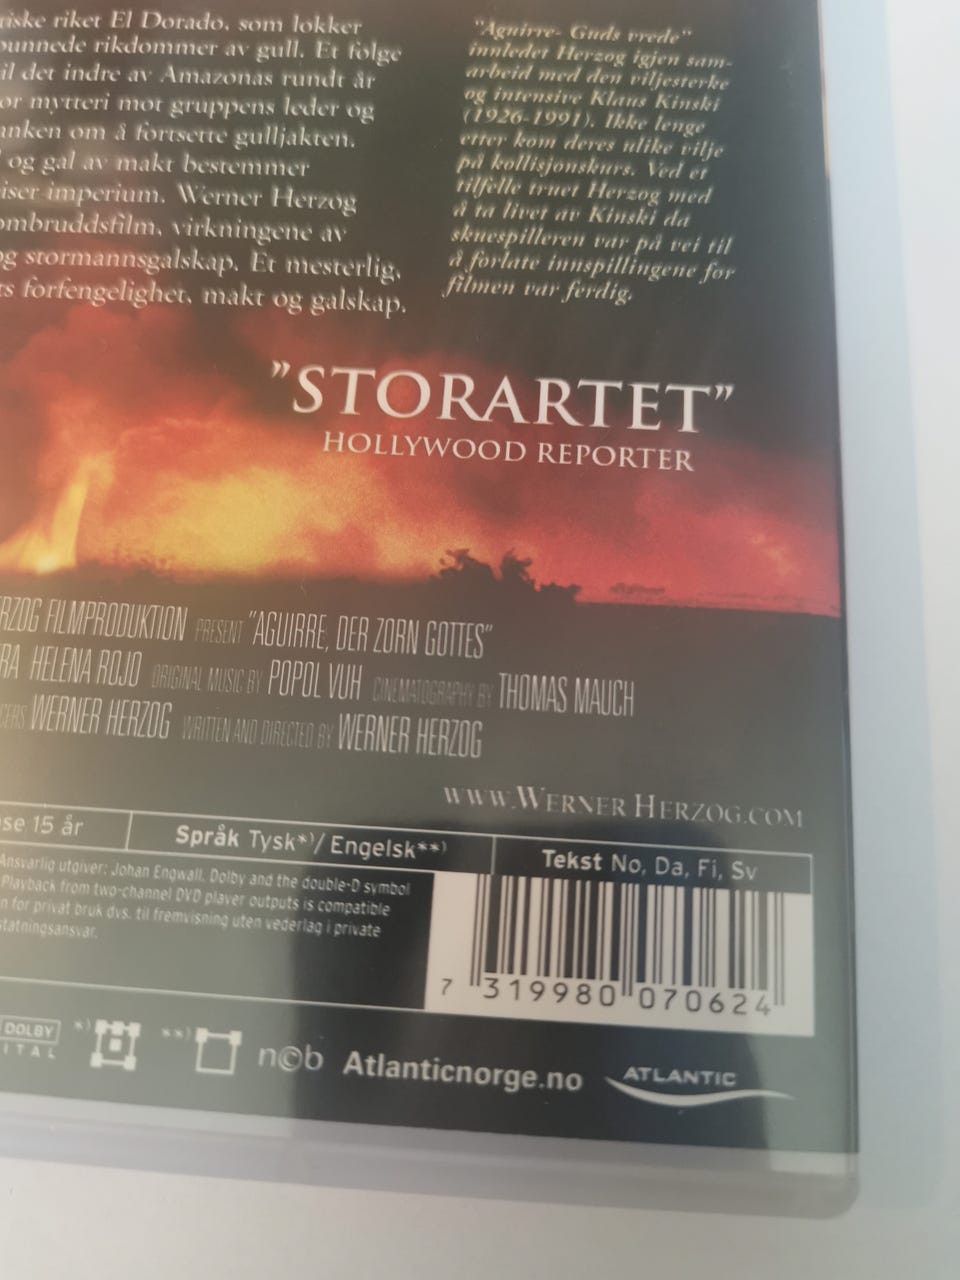 riske riket El Dorado, som lokker
punnede rikdommer av gull. Et følge
il det indre av Amazonas rundt år
or mytteri mot gruppens leder og
anken om å fortsette gulljakten.
og gal av makt bestemmer
iser imperium. Werner Herzog
ombruddsfilm, virkningene av
og stormannsgalskap. Et mesterlig,
ts forfengelighet, makt og galskap.
"Aguirre- Guds vrede"
innledet Herzog igjen sam-
arbeid med den viljesterke
og intensive Klaus Kinski
(1926-1991). Ikke lenge
etter kom deres ulike vilje
på kollisjonskurs. Ved et
tilfelle truet Herzog med
å ta livet av Kinski da
skuespilleren var på vei til
å forlate innspillingene før
filmen var ferdig.
"STORARTET"
HOLLYWOOD REPORTER
RZOG FILMPRODUKTION PRESENT "AGUIRRE, DER ZORN GOTTES"
RA HELENA ROJO ORIGINAL MUSIC BY POPOL VUH CINEMATOGRAPHY BY THOMAS MAUCH
CERS WERNER HERZOG WRITTEN AND DIRECTED BY WERNER HERZOG
WWW.WERNERHERZOG.COM
se 15 år Språk Tysk*)/ Engelsk**) Tekst No, Da, Fi, Sv
Ansvarlig utgiver: Johan Engwall. Dolby and the double-D symbol
Playback from two-channel DVD player outputs is compatible
n for privat bruk dvs. til fremvisning uten vederlag i private
statningsansvar.
7 319980 070624
DOLBY
ITAL
*) **) n©b Atlanticnorge.no ATLANTIC